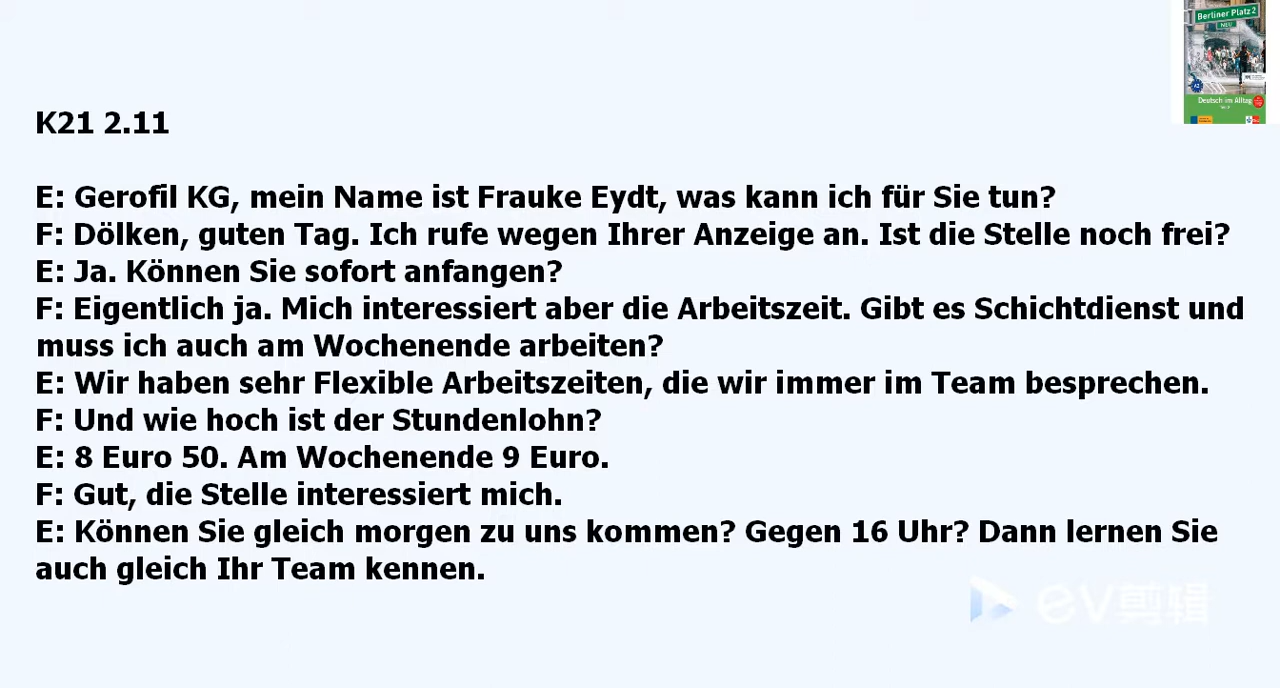 Berliner Platz 2
NEU
A2
Deutsch im Alltag
K21 2.11
E: Gerofil KG, mein Name ist Frauke Eydt, was kann ich für Sie tun?
F: Dölken, guten Tag. Ich rufe wegen Ihrer Anzeige an. Ist die Stelle noch frei?
E: Ja. Können Sie sofort anfangen?
F: Eigentlich ja. Mich interessiert aber die Arbeitszeit. Gibt es Schichtdienst und
muss ich auch am Wochenende arbeiten?
E: Wir haben sehr Flexible Arbeitszeiten, die wir immer im Team besprechen.
F: Und wie hoch ist der Stundenlohn?
E: 8 Euro 50. Am Wochenende 9 Euro.
F: Gut, die Stelle interessiert mich.
E: Können Sie gleich morgen zu uns kommen? Gegen 16 Uhr? Dann lernen Sie
auch gleich Ihr Team kennen.
eV剪辑